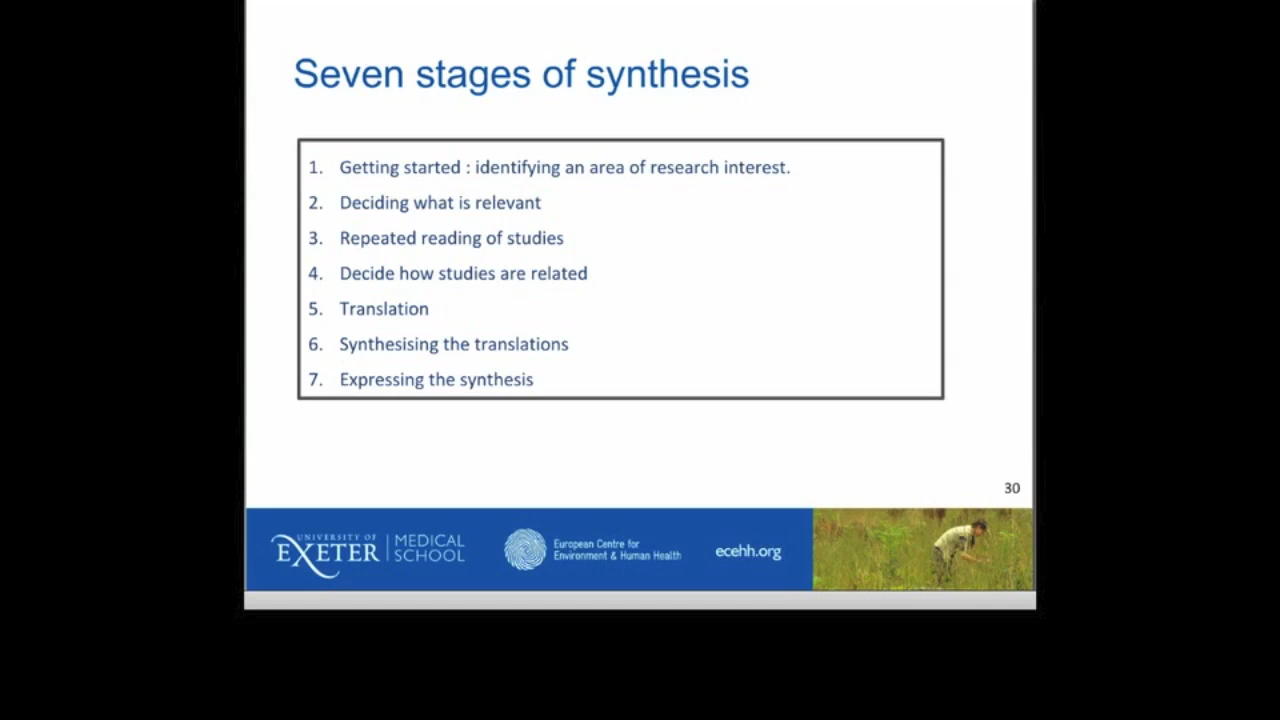 Seven stages of synthesis
1. Getting started : identifying an area of research interest.
2. Deciding what is relevant
3. Repeated reading of studies
4. Decide how studies are related
5. Translation
6. Synthesising the translations
7. Expressing the synthesis
30
UNIVERSITY OF
EXETER
MEDICAL
SCHOOL
European Centre for
Environment & Human Health
ecehh.org